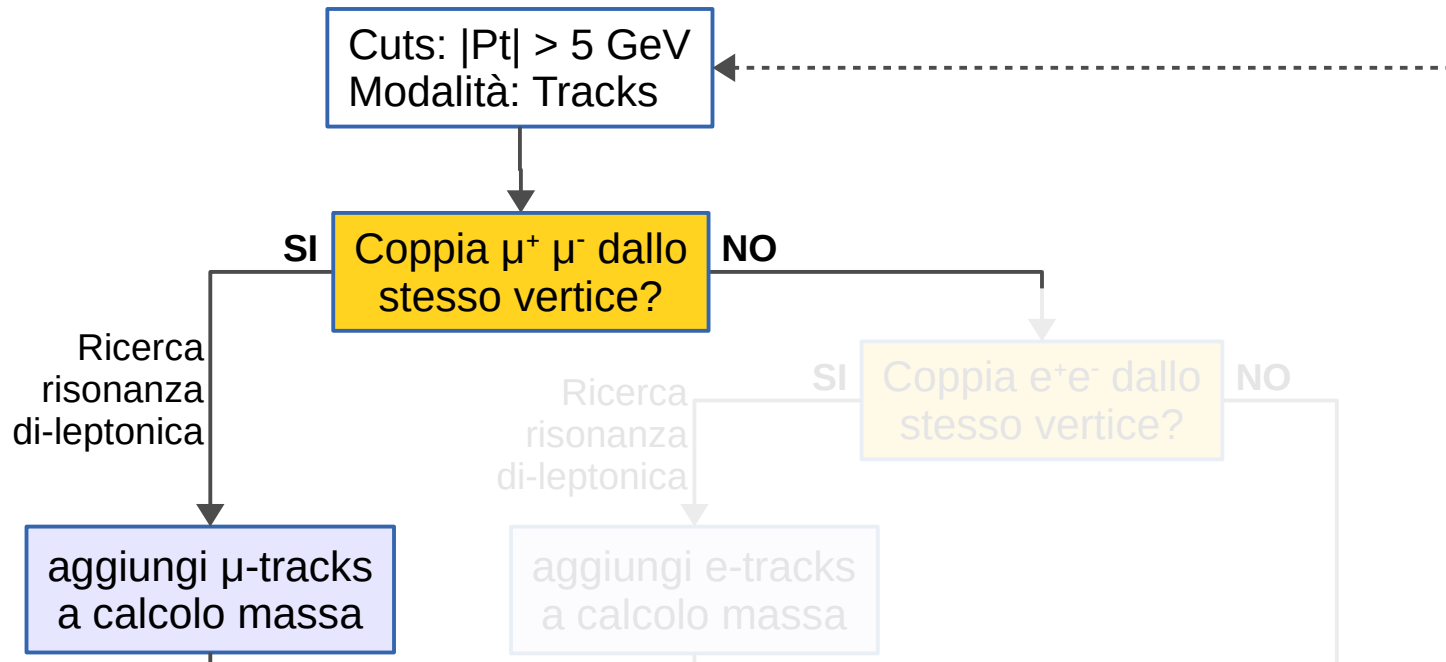 Cuts: |Pt| > 5 GeV
Modalità: Tracks
SI
Coppia μ⁺ μ⁻ dallo
stesso vertice?
NO
Ricerca
risonanza
di-leptonica
SI
Coppia e⁺e⁻ dallo
stesso vertice?
NO
Ricerca
risonanza
di-leptonica
aggiungi μ-tracks
a calcolo massa
aggiungi e-tracks
a calcolo massa